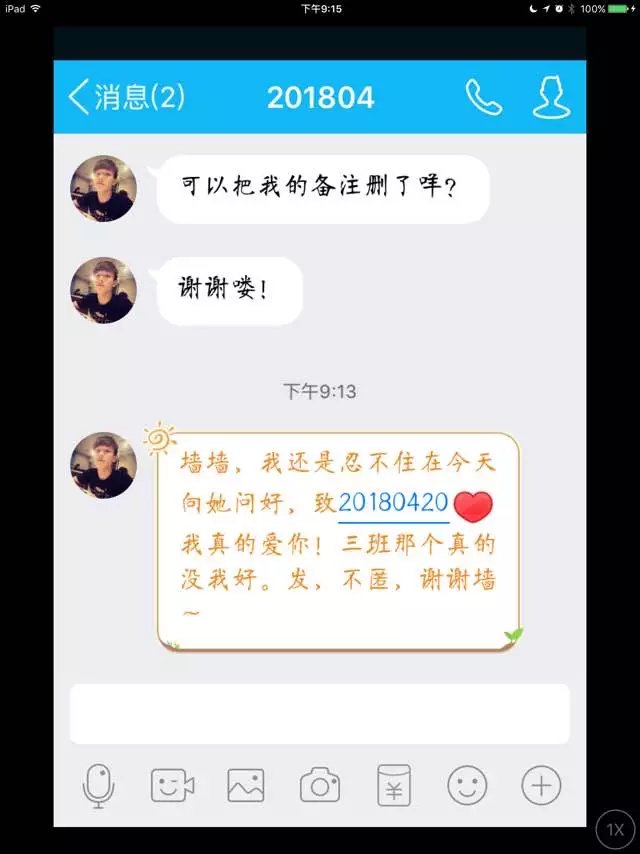 iPad
下午9:15
100%
消息(2)
201804
可以把我的备注删了咩?
谢谢喽!
下午9:13
墙墙，我还是忍不住在今天
向她问好，致20180420
我真的爱你！三班那个真的
没我好。发，不匿，谢谢墙
~
1X